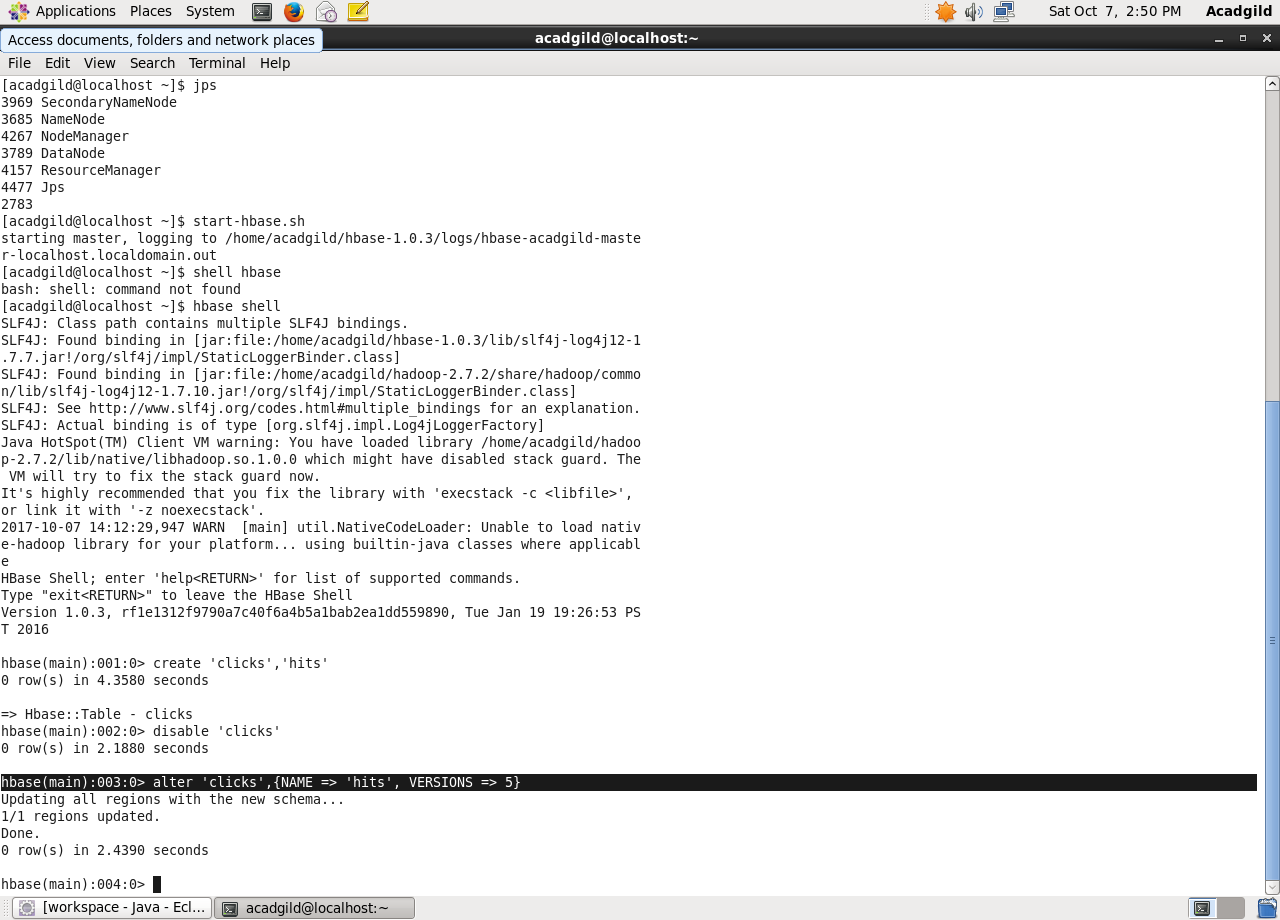 Applications Places System Sat Oct 7, 2:50 PM Acadgild
Access documents, folders and network places
acadgild@localhost:~
File Edit View Search Terminal Help
[acadgild@localhost ~]$ jps
3969 SecondaryNameNode
3685 NameNode
4267 NodeManager
3789 DataNode
4157 ResourceManager
4477 Jps
2783
[acadgild@localhost ~]$ start-hbase.sh
starting master, logging to /home/acadgild/hbase-1.0.3/logs/hbase-acadgild-maste
r-localhost.localdomain.out
[acadgild@localhost ~]$ shell hbase
bash: shell: command not found
[acadgild@localhost ~]$ hbase shell
SLF4J: Class path contains multiple SLF4J bindings.
SLF4J: Found binding in [jar:file:/home/acadgild/hbase-1.0.3/lib/slf4j-log4j12-1
.7.7.jar!/org/slf4j/impl/StaticLoggerBinder.class]
SLF4J: Found binding in [jar:file:/home/acadgild/hadoop-2.7.2/share/hadoop/commo
n/lib/slf4j-log4j12-1.7.10.jar!/org/slf4j/impl/StaticLoggerBinder.class]
SLF4J: See http://www.slf4j.org/codes.html#multiple_bindings for an explanation.
SLF4J: Actual binding is of type [org.slf4j.impl.Log4jLoggerFactory]
Java HotSpot(TM) Client VM warning: You have loaded library /home/acadgild/hadoo
p-2.7.2/lib/native/libhadoop.so.1.0.0 which might have disabled stack guard. The
 VM will try to fix the stack guard now.
It's highly recommended that you fix the library with 'execstack -c <libfile>',
or link it with '-z noexecstack'.
2017-10-07 14:12:29,947 WARN  [main] util.NativeCodeLoader: Unable to load nativ
e-hadoop library for your platform... using builtin-java classes where applicabl
e
HBase Shell; enter 'help<RETURN>' for list of supported commands.
Type "exit<RETURN>" to leave the HBase Shell
Version 1.0.3, rf1e1312f9790a7c40f6a4b5a1bab2ea1dd559890, Tue Jan 19 19:26:53 PS
T 2016
hbase(main):001:0> create 'clicks','hits'
0 row(s) in 4.3580 seconds
=> Hbase::Table - clicks
hbase(main):002:0> disable 'clicks'
0 row(s) in 2.1880 seconds
hbase(main):003:0> alter 'clicks',{NAME => 'hits', VERSIONS => 5}
Updating all regions with the new schema...
1/1 regions updated.
Done.
0 row(s) in 2.4390 seconds
hbase(main):004:0>
[workspace - Java - Ecl... acadgild@localhost:~